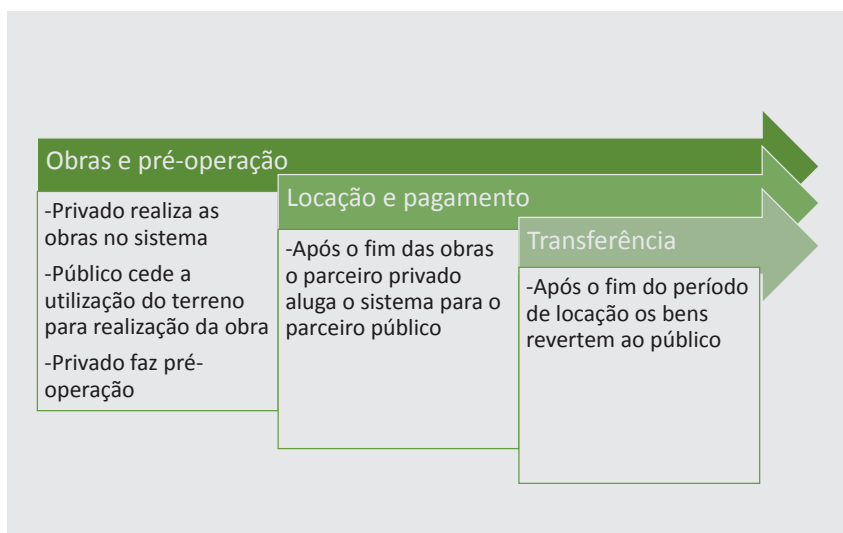 Obras e pré-operação
-Privado realiza as
obras no sistema
-Público cede a
utilização do terreno
para realização da obra
-Privado faz pré-
operação
Locação e pagamento
-Após o fim das obras
o parceiro privado
aluga o sistema para o
parceiro público
Transferência
-Após o fim do período
de locação os bens
revertem ao público